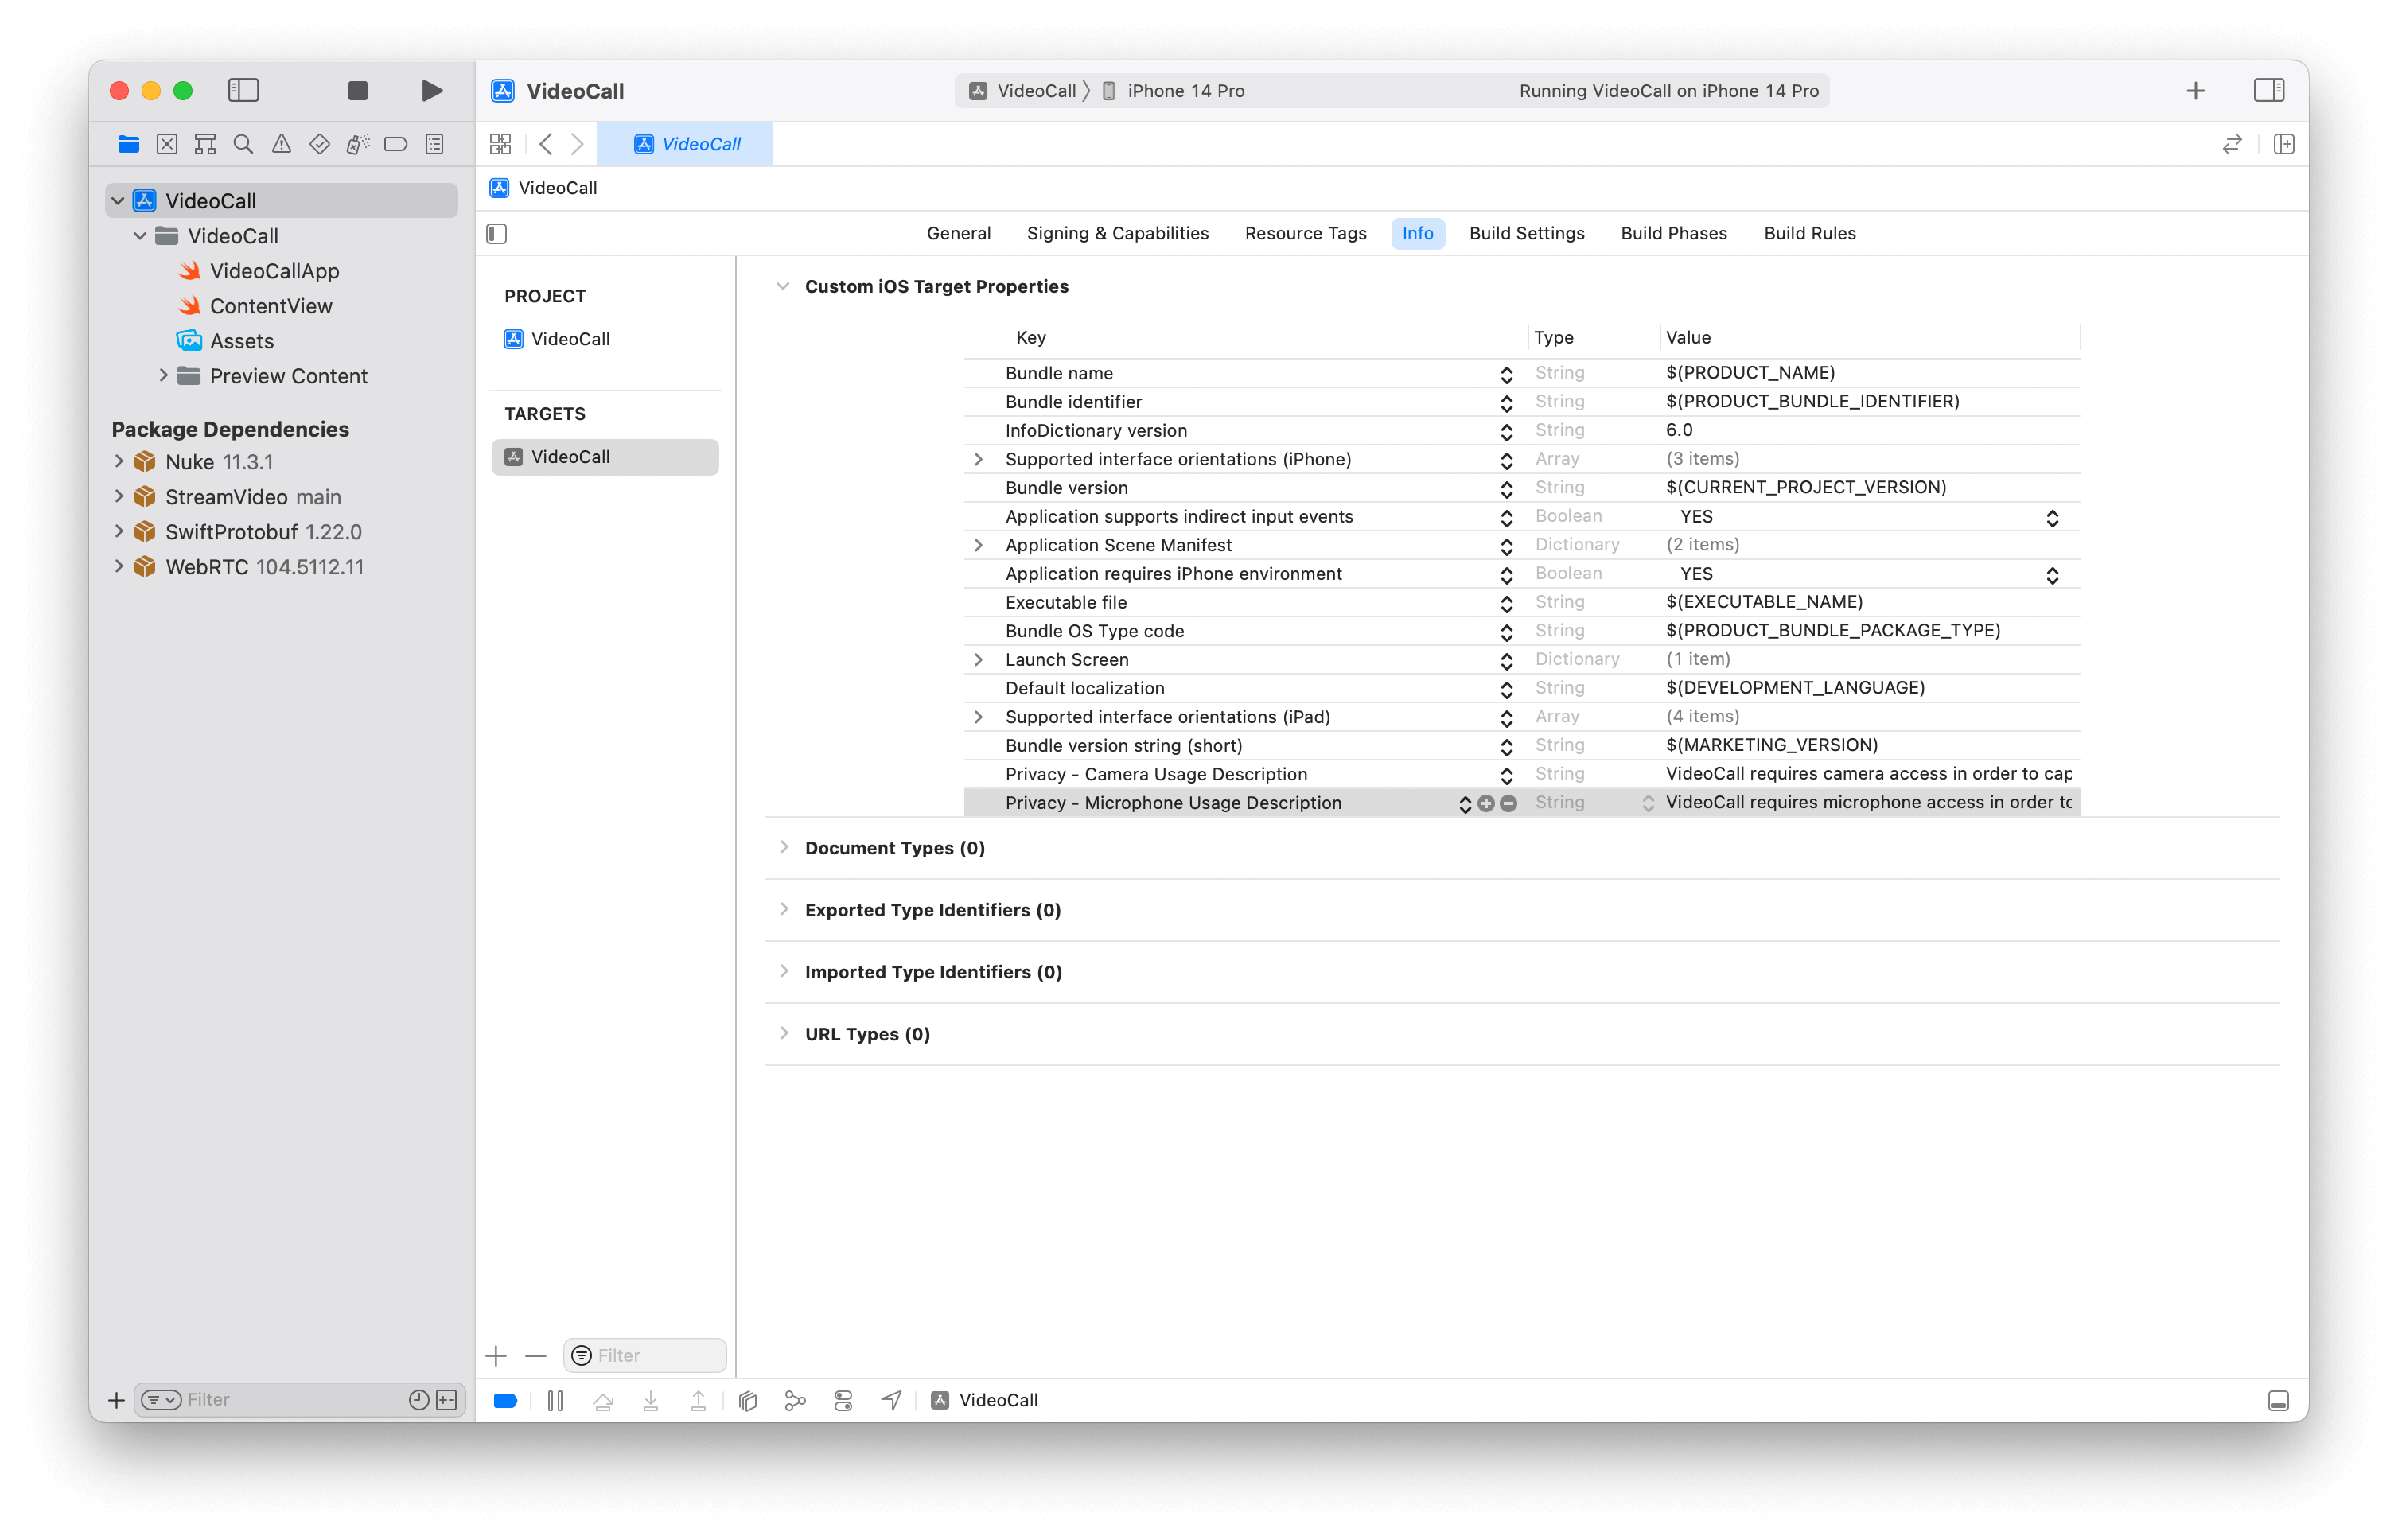 VideoCall
VideoCall
iPhone 14 Pro
Running VideoCall on iPhone 14 Pro
VideoCall
VideoCall
VideoCall
VideoCall
VideoCallApp
ContentView
Assets
Preview Content
Package Dependencies
Nuke 11.3.1
StreamVideo main
SwiftProtobuf 1.22.0
WebRTC 104.5112.11
Filter
General
Signing & Capabilities
Resource Tags
Info
Build Settings
Build Phases
Build Rules
PROJECT
VideoCall
TARGETS
VideoCall
Filter
Custom iOS Target Properties
Key Type Value
Bundle name String $(PRODUCT_NAME)
Bundle identifier String $(PRODUCT_BUNDLE_IDENTIFIER)
InfoDictionary version String 6.0
Supported interface orientations (iPhone) Array (3 items)
Bundle version String $(CURRENT_PROJECT_VERSION)
Application supports indirect input events Boolean YES
Application Scene Manifest Dictionary (2 items)
Application requires iPhone environment Boolean YES
Executable file String $(EXECUTABLE_NAME)
Bundle OS Type code String $(PRODUCT_BUNDLE_PACKAGE_TYPE)
Launch Screen Dictionary (1 item)
Default localization String $(DEVELOPMENT_LANGUAGE)
Supported interface orientations (iPad) Array (4 items)
Bundle version string (short) String $(MARKETING_VERSION)
Privacy - Camera Usage Description String VideoCall requires camera access in order to cap
Privacy - Microphone Usage Description String VideoCall requires microphone access in order to
Document Types (0)
Exported Type Identifiers (0)
Imported Type Identifiers (0)
URL Types (0)
VideoCall